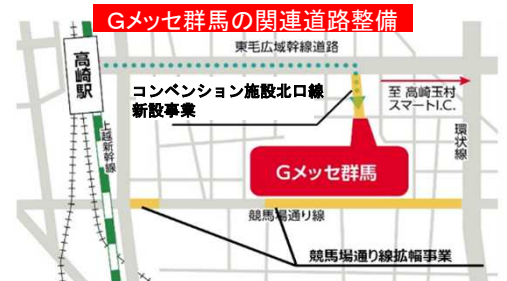 Gメッセ群馬の関連道路整備
東毛広域幹線道路
高崎駅
コンベンション施設北口線
新設事業
至 高崎玉村
スマートI.C.
環状線
上越新幹線
Gメッセ群馬
競馬場通り線
競馬場通り線拡幅事業